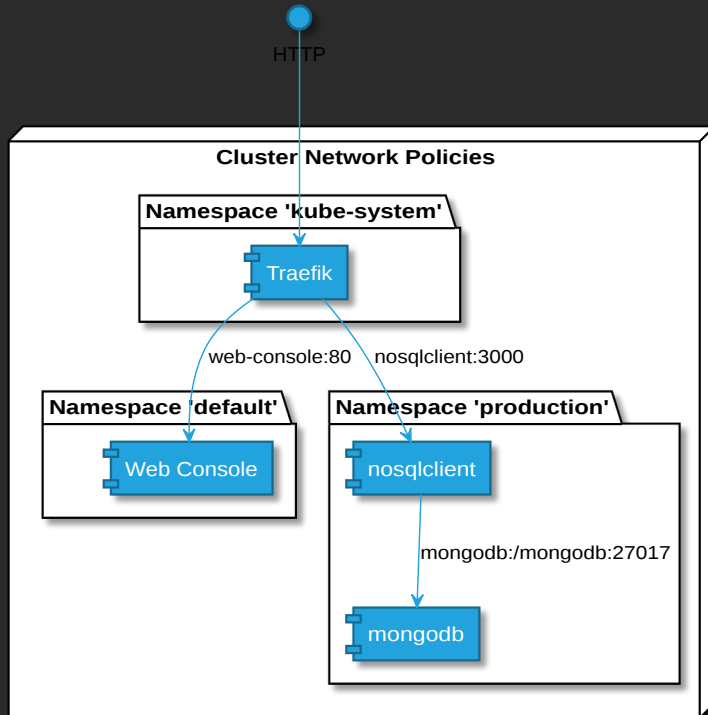 HTTP
Cluster Network Policies
Namespace 'kube-system'
Traefik
web-console:80
nosqlclient:3000
Namespace 'default'
Namespace 'production'
Web Console
nosqlclient
mongodb:/mongodb:27017
mongodb